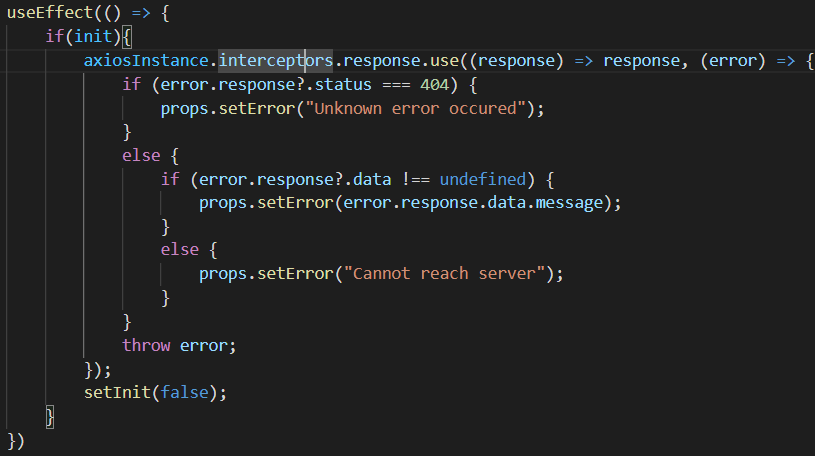 useEffect(() => {
    if(init){
        axiosInstance.interceptors.response.use((response) => response, (error) => {
            if (error.response?.status === 404) {
                props.setError("Unknown error occured");
            }
            else {
                if (error.response?.data !== undefined) {
                    props.setError(error.response.data.message);
                }
                else {
                    props.setError("Cannot reach server");
                }
            }
            throw error;
        });
        setInit(false);
    }
})